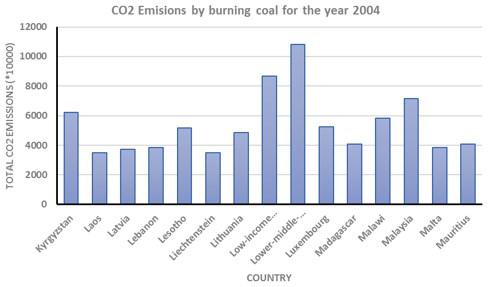 CO2 Emisions by burning coal for the year 2004
TOTAL CO2 EMISSIONS (*10000)
12000
10000
8000
6000
4000
2000
0
Kyrgyzstan
Laos
Latvia
Lebanon
Lesotho
Liechtenstein
Lithuania
Low-income...
Lower-middle-...
Luxembourg
Madagascar
Malawi
Malaysia
Malta
Mauritius
COUNTRY